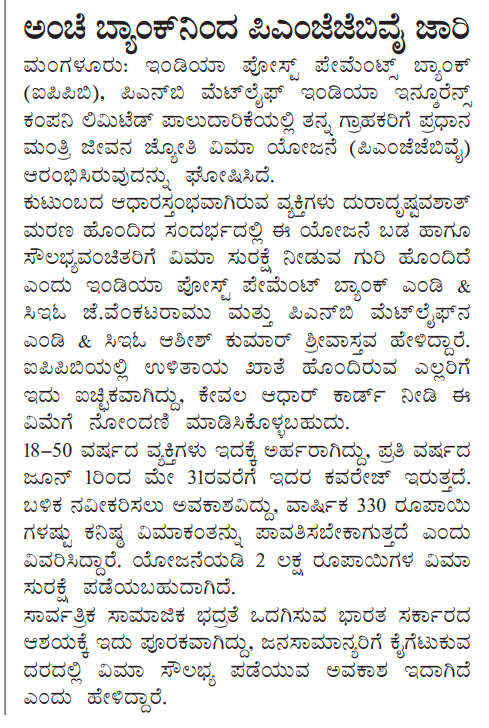 ಅಂಚೆ ಬ್ಯಾಂಕ್‌ನಿಂದ ಪಿಎಂಜೆಜೆಬಿವೈ ಜಾರಿ
ಮಂಗಳೂರು: ಇಂಡಿಯಾ ಪೋಸ್ಟ್ ಪೇಮೆಂಟ್ಸ್ ಬ್ಯಾಂಕ್
(ಐಪಿಪಿಬಿ), ಪಿಎನ್‌ಬಿ ಮೆಟ್‌ಲೈಫ್ ಇಂಡಿಯಾ ಇನ್ಶೂರೆನ್ಸ್
ಕಂಪನಿ ಲಿಮಿಟೆಡ್ ಪಾಲುದಾರಿಕೆಯಲ್ಲಿ ತನ್ನ ಗ್ರಾಹಕರಿಗೆ ಪ್ರಧಾನ
ಮಂತ್ರಿ ಜೀವನ ಜ್ಯೋತಿ ವಿಮಾ ಯೋಜನೆ (ಪಿಎಂಜೆಜೆಬಿವೈ)
ಆರಂಭಿಸಿರುವುದನ್ನು ಘೋಷಿಸಿದೆ.
ಕುಟುಂಬದ ಆಧಾರಸ್ತಂಭವಾಗಿರುವ ವ್ಯಕ್ತಿಗಳು ದುರಾದೃಷ್ಟವಶಾತ್
ಮರಣ ಹೊಂದಿದ ಸಂದರ್ಭದಲ್ಲಿ ಈ ಯೋಜನೆ ಬಡ ಹಾಗೂ
ಸೌಲಭ್ಯವಂಚಿತರಿಗೆ ವಿಮಾ ಸುರಕ್ಷೆ ನೀಡುವ ಗುರಿ ಹೊಂದಿದೆ
ಎಂದು ಇಂಡಿಯಾ ಪೋಸ್ಟ್ ಪೇಮೆಂಟ್ ಬ್ಯಾಂಕ್ ಎಂಡಿ &
ಸಿಇಓ ಜೆ.ವೆಂಕಟರಾಮು ಮತ್ತು ಪಿಎನ್‌ಬಿ ಮೆಟ್‌ಲೈಫ್‌ನ
ಎಂಡಿ & ಸಿಇಓ ಆಶೀಶ್ ಕುಮಾರ್ ಶ್ರೀವಾಸ್ತವ ಹೇಳಿದ್ದಾರೆ.
ಐಪಿಪಿಬಿಯಲ್ಲಿ ಉಳಿತಾಯ ಖಾತೆ ಹೊಂದಿರುವ ಎಲ್ಲರಿಗೆ
ಇದು ಐಚ್ಛಿಕವಾಗಿದ್ದು, ಕೇವಲ ಆಧಾರ್ ಕಾರ್ಡ್ ನೀಡಿ ಈ
ವಿಮೆಗೆ ನೋಂದಣಿ ಮಾಡಿಸಿಕೊಳ್ಳಬಹುದು.
18–50 ವರ್ಷದ ವ್ಯಕ್ತಿಗಳು ಇದಕ್ಕೆ ಅರ್ಹರಾಗಿದ್ದು, ಪ್ರತಿ ವರ್ಷದ
ಜೂನ್ 1ರಿಂದ ಮೇ 31ರವರೆಗೆ ಇದರ ಕವರೇಜ್ ಇರುತ್ತದೆ.
ಬಳಿಕ ನವೀಕರಿಸಲು ಅವಕಾಶವಿದ್ದು, ವಾರ್ಷಿಕ 330 ರೂಪಾಯಿ
ಗಳಷ್ಟು ಕನಿಷ್ಠ ವಿಮಾಕಂತನ್ನು ಪಾವತಿಸಬೇಕಾಗುತ್ತದೆ ಎಂದು
ವಿವರಿಸಿದ್ದಾರೆ. ಯೋಜನೆಯಡಿ 2 ಲಕ್ಷ ರೂಪಾಯಿಗಳ ವಿಮಾ
ಸುರಕ್ಷೆ ಪಡೆಯಬಹುದಾಗಿದೆ.
ಸಾರ್ವತ್ರಿಕ ಸಾಮಾಜಿಕ ಭದ್ರತೆ ಒದಗಿಸುವ ಭಾರತ ಸರ್ಕಾರದ
ಆಶಯಕ್ಕೆ ಇದು ಪೂರಕವಾಗಿದ್ದು, ಜನಸಾಮಾನ್ಯರಿಗೆ ಕೈಗೆಟುಕುವ
ದರದಲ್ಲಿ ವಿಮಾ ಸೌಲಭ್ಯ ಪಡೆಯುವ ಅವಕಾಶ ಇದಾಗಿದೆ
ಎಂದು ಹೇಳಿದ್ದಾರೆ.